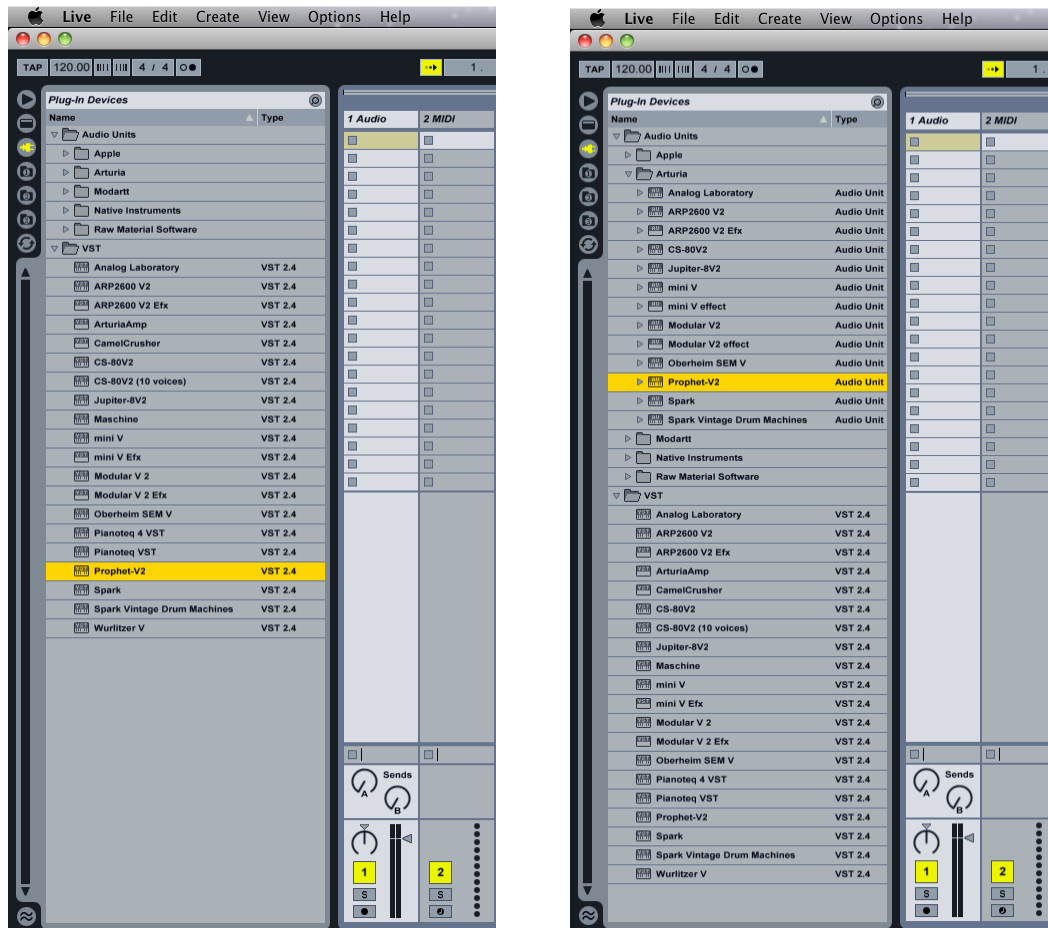 Live File Edit Create View Options Help
TAP 120.00 4 / 4 1 .
Plug-In Devices
Name Type
Audio Units
Apple
Arturia
Modartt
Native Instruments
Raw Material Software
VST
Analog Laboratory VST 2.4
ARP2600 V2 VST 2.4
ARP2600 V2 Efx VST 2.4
ArturiaAmp VST 2.4
CamelCrusher VST 2.4
CS-80V2 VST 2.4
CS-80V2 (10 voices) VST 2.4
Jupiter-8V2 VST 2.4
Maschine VST 2.4
mini V VST 2.4
mini V Efx VST 2.4
Modular V 2 VST 2.4
Modular V 2 Efx VST 2.4
Oberheim SEM V VST 2.4
Pianoteq 4 VST VST 2.4
Pianoteq VST VST 2.4
Prophet-V2 VST 2.4
Spark VST 2.4
Spark Vintage Drum Machines VST 2.4
Wurlitzer V VST 2.4
1 Audio 2 MIDI
Sends
A
B
1 2
S S
Live File Edit Create View Options Help
TAP 120.00 4 / 4 1 .
Plug-In Devices
Name Type
Audio Units
Apple
Arturia
Analog Laboratory Audio Unit
ARP2600 V2 Audio Unit
ARP2600 V2 Efx Audio Unit
CS-80V2 Audio Unit
Jupiter-8V2 Audio Unit
mini V Audio Unit
mini V effect Audio Unit
Modular V2 Audio Unit
Modular V2 effect Audio Unit
Oberheim SEM V Audio Unit
Prophet-V2 Audio Unit
Spark Audio Unit
Spark Vintage Drum Machines Audio Unit
Modartt
Native Instruments
Raw Material Software
VST
Analog Laboratory VST 2.4
ARP2600 V2 VST 2.4
ARP2600 V2 Efx VST 2.4
ArturiaAmp VST 2.4
CamelCrusher VST 2.4
CS-80V2 VST 2.4
CS-80V2 (10 voices) VST 2.4
Jupiter-8V2 VST 2.4
Maschine VST 2.4
mini V VST 2.4
mini V Efx VST 2.4
Modular V 2 VST 2.4
Modular V 2 Efx VST 2.4
Oberheim SEM V VST 2.4
Pianoteq 4 VST VST 2.4
Pianoteq VST VST 2.4
Prophet-V2 VST 2.4
Spark VST 2.4
Spark Vintage Drum Machines VST 2.4
Wurlitzer V VST 2.4
1 Audio 2 MIDI
Sends
A
B
1 2
S S